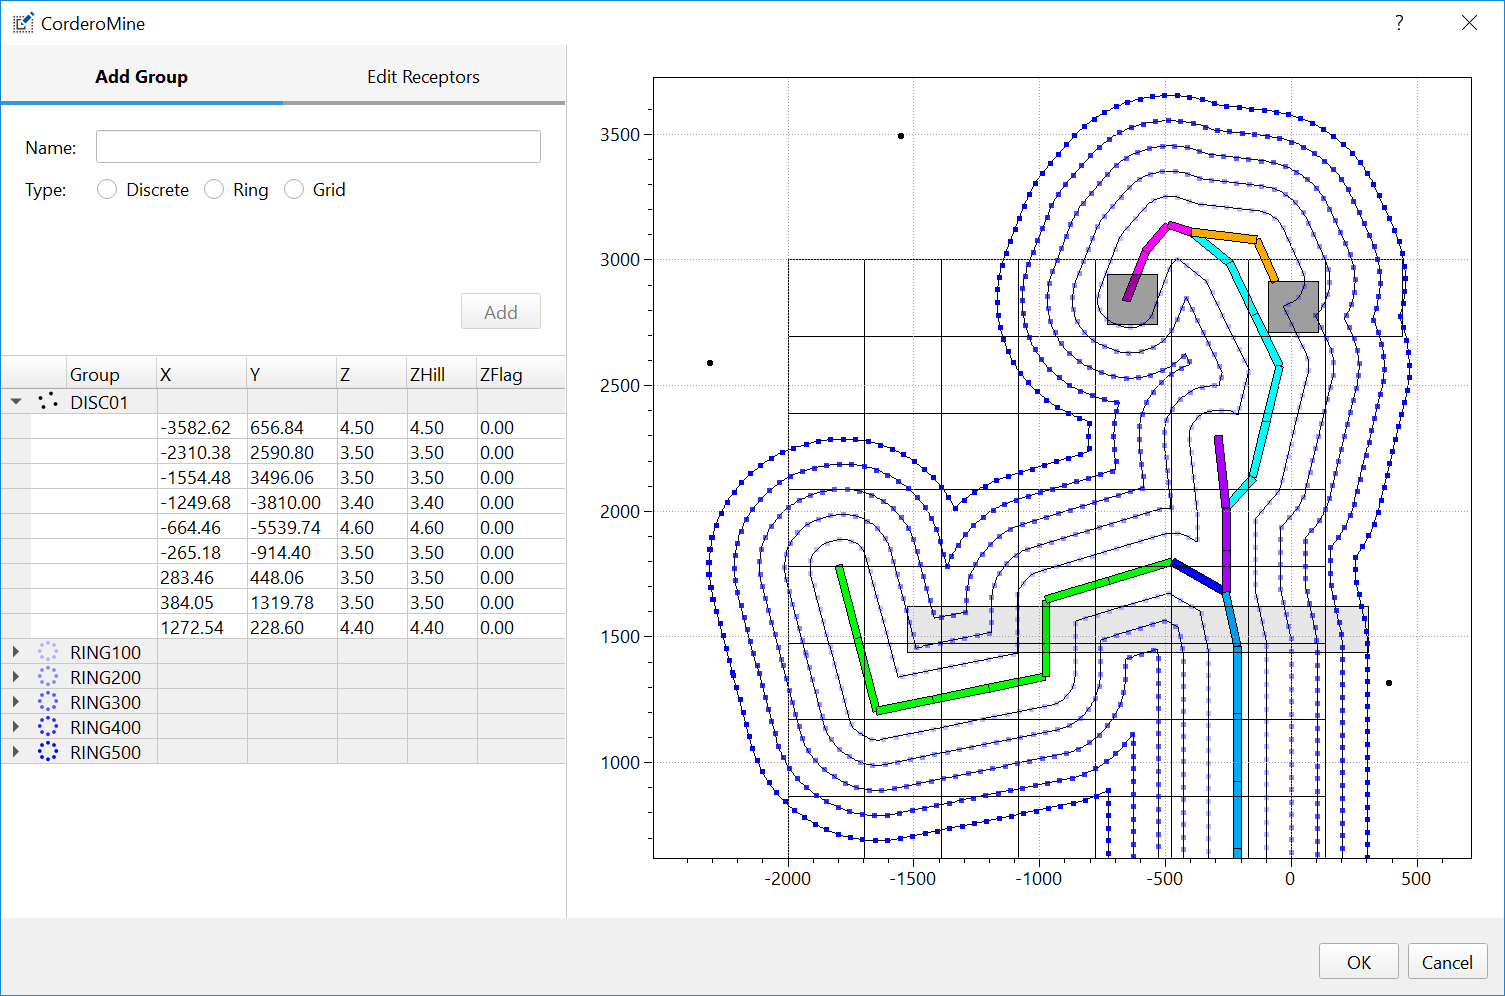 CorderoMine
?
Add Group
Edit Receptors
Name:
Type:
Discrete
Ring
Grid
Add
Group X Y Z ZHill ZFlag
DISC01
-3582.62 656.84 4.50 4.50 0.00
-2310.38 2590.80 3.50 3.50 0.00
-1554.48 3496.06 3.50 3.50 0.00
-1249.68 -3810.00 3.40 3.40 0.00
-664.46 -5539.74 4.60 4.60 0.00
-265.18 -914.40 3.50 3.50 0.00
283.46 448.06 3.50 3.50 0.00
384.05 1319.78 3.50 3.50 0.00
1272.54 228.60 4.40 4.40 0.00
RING100
RING200
RING300
RING400
RING500
3500
3000
2500
2000
1500
1000
-2000 -1500 -1000 -500 0 500
OK
Cancel